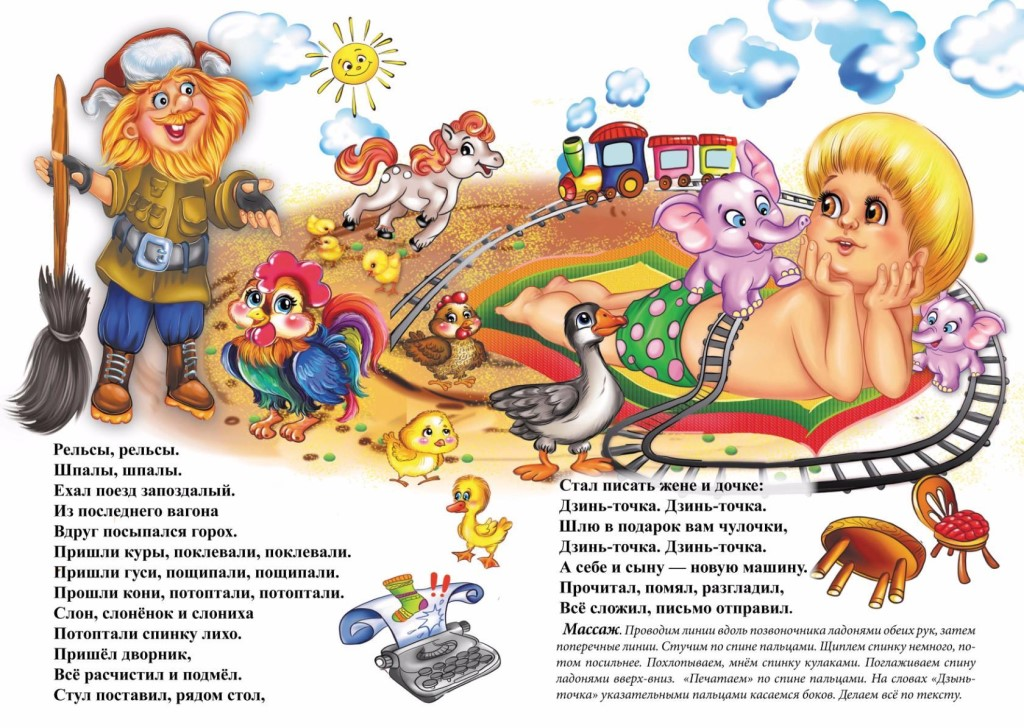 Рельсы, рельсы.
Шпалы, шпалы.
Ехал поезд запоздалый.
Из последнего вагона
Вдруг посыпался горох.
Пришли куры, поклевали, поклевали.
Пришли гуси, пощипали, пощипали.
Прошли кони, потоптали, потоптали.
Слон, слонёнок и слониха
Потоптали спинку лихо.
Пришёл дворник,
Всё расчистил и подмёл.
Стул поставил, рядом стол,
Стал писать жене и дочке:
Дзинь-точка. Дзинь-точка.
Шлю в подарок вам чулочки,
Дзинь-точка. Дзинь-точка.
А себе и сыну — новую машину.
Прочитал, помял, разгладил,
Всё сложил, письмо отправил.
Массаж. Проводим линии вдоль позвоночника ладонями обеих рук, затем
поперечные линии. Стучим по спине пальцами. Щиплем спинку немного, по-
том посильнее. Похлопываем, мнём спинку кулаками. Поглаживаем спину
ладонями вверх-вниз. «Печатаем» по спине пальцами. На словах «Дзынь-
точка» указательными пальцами касаемся боков. Делаем всё по тексту.
!!